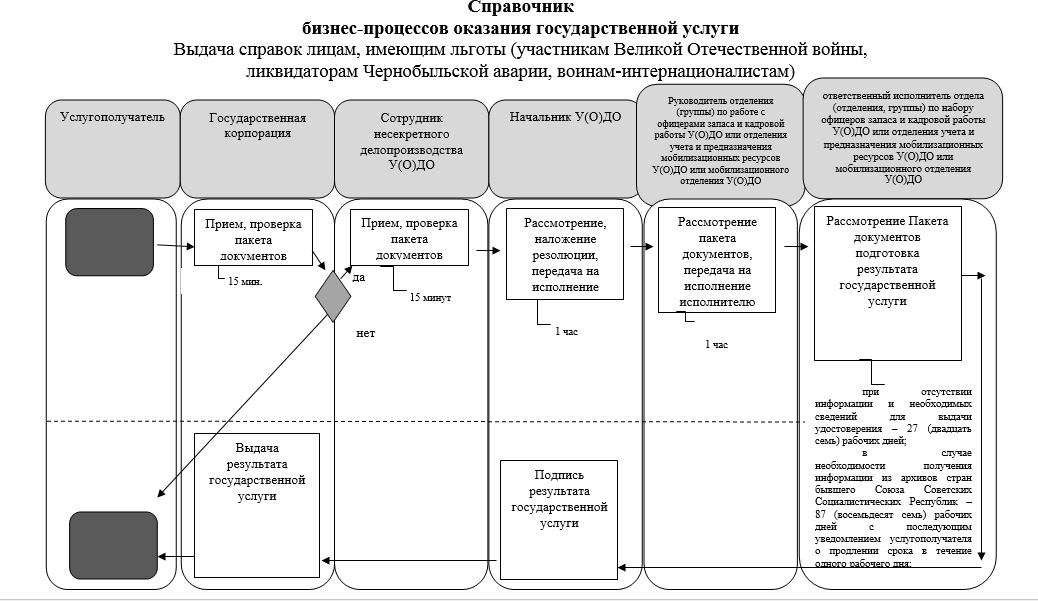 Справочник
бизнес-процессов оказания государственной услуги
Выдача справок лицам, имеющим льготы (участникам Великой Отечественной войны,
ликвидаторам Чернобыльской аварии, воинам-интернационалистам)
Услугополучатель
Государственная
корпорация
Сотрудник
несекретного
делопроизводства
У(О)ДО
Начальник У(О)ДО
Руководитель отделения
(группы) по работе с
офицерами запаса и кадровой
работы У(О)ДО или отделения
учета и предназначения
мобилизационных ресурсов
У(О)ДО или мобилизационного
отделения У(О)ДО
ответственный исполнитель отдела
(отделения, группы) по набору
офицеров запаса и кадровой работы
У(О)ДО или отделения учета и
предназначения мобилизационных
ресурсов У(О)ДО или
мобилизационного отделения
У(О)ДО
Прием, проверка
пакета
документов
15 мин.
Прием, проверка
пакета
документов
да
15 минут
нет
Рассмотрение,
наложение
резолюции,
передача на
исполнение
1 час
Рассмотрение
пакета
документов,
передача на
исполнение
исполнителю
1 час
Рассмотрение Пакета
документов
подготовка
результата
государственной
услуги
при отсутствии
информации и необходимых
сведений для выдачи
удостоверения – 27 (двадцать
семь) рабочих дней;
в случае
необходимости получения
информации из архивов стран
бывшего Союза Советских
Социалистических Республик –
87 (восемьдесят семь) рабочих
дней с последующим
уведомлением услугополучателя
о продлении срока в течение
одного рабочего дня;
Выдача
результата
государственной
услуги
Подпись
результата
государственной
услуги